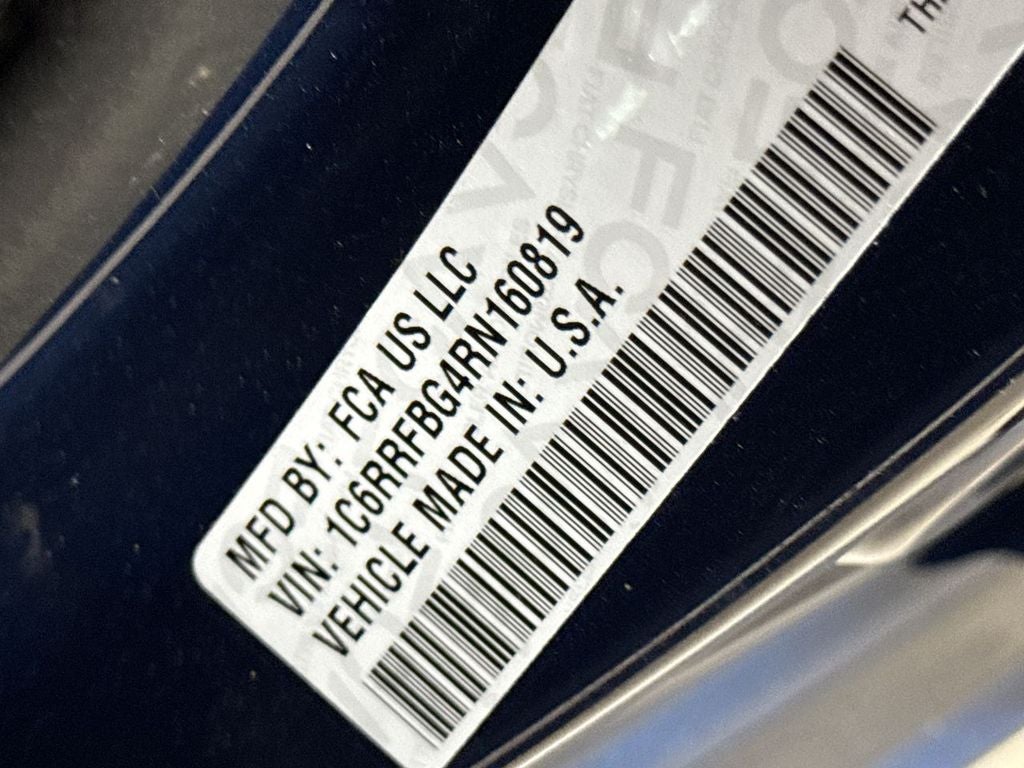 MFD BY: FCA US LLC
VIN: 1C6RRFBG4RN160819
VEHICLE MADE IN: U.S.A.